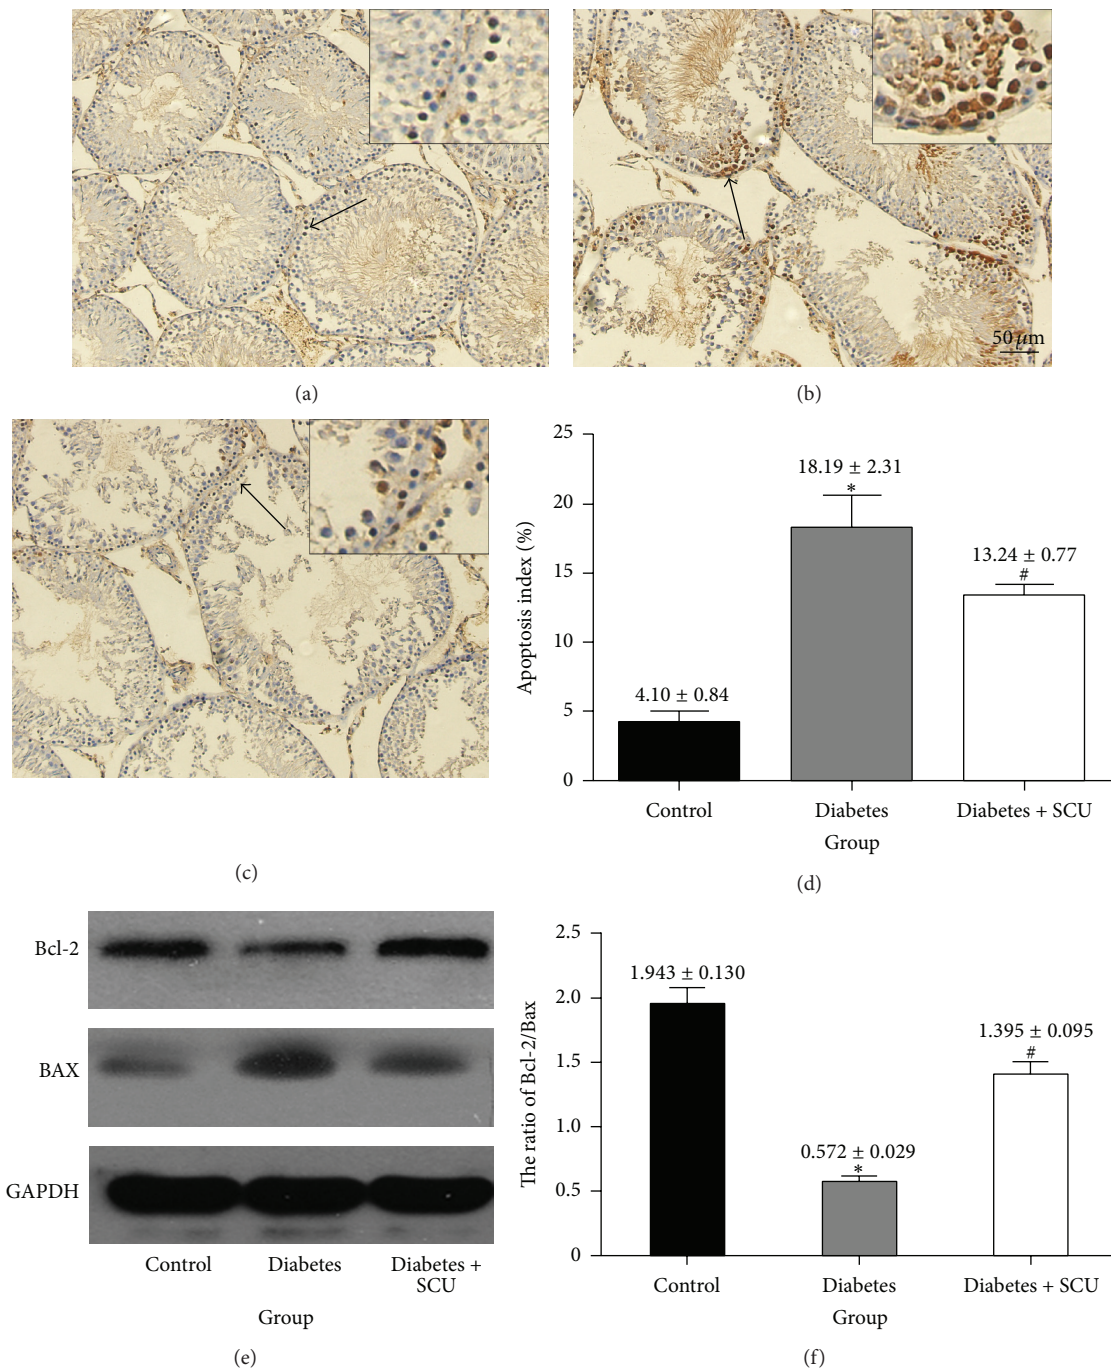 50 μm
(a)
(b)
(c)
Apoptosis index (%)
25
20
15
10
5
0
4.10 ± 0.84
18.19 ± 2.31
*
13.24 ± 0.77
#
Control
Diabetes
Diabetes + SCU
Group
(d)
Bcl-2
BAX
GAPDH
Control
Diabetes
Diabetes +
SCU
Group
(e)
The ratio of Bcl-2/Bax
2.5
2.0
1.5
1.0
0.5
0
1.943 ± 0.130
0.572 ± 0.029
*
1.395 ± 0.095
#
Control
Diabetes
Diabetes + SCU
Group
(f)